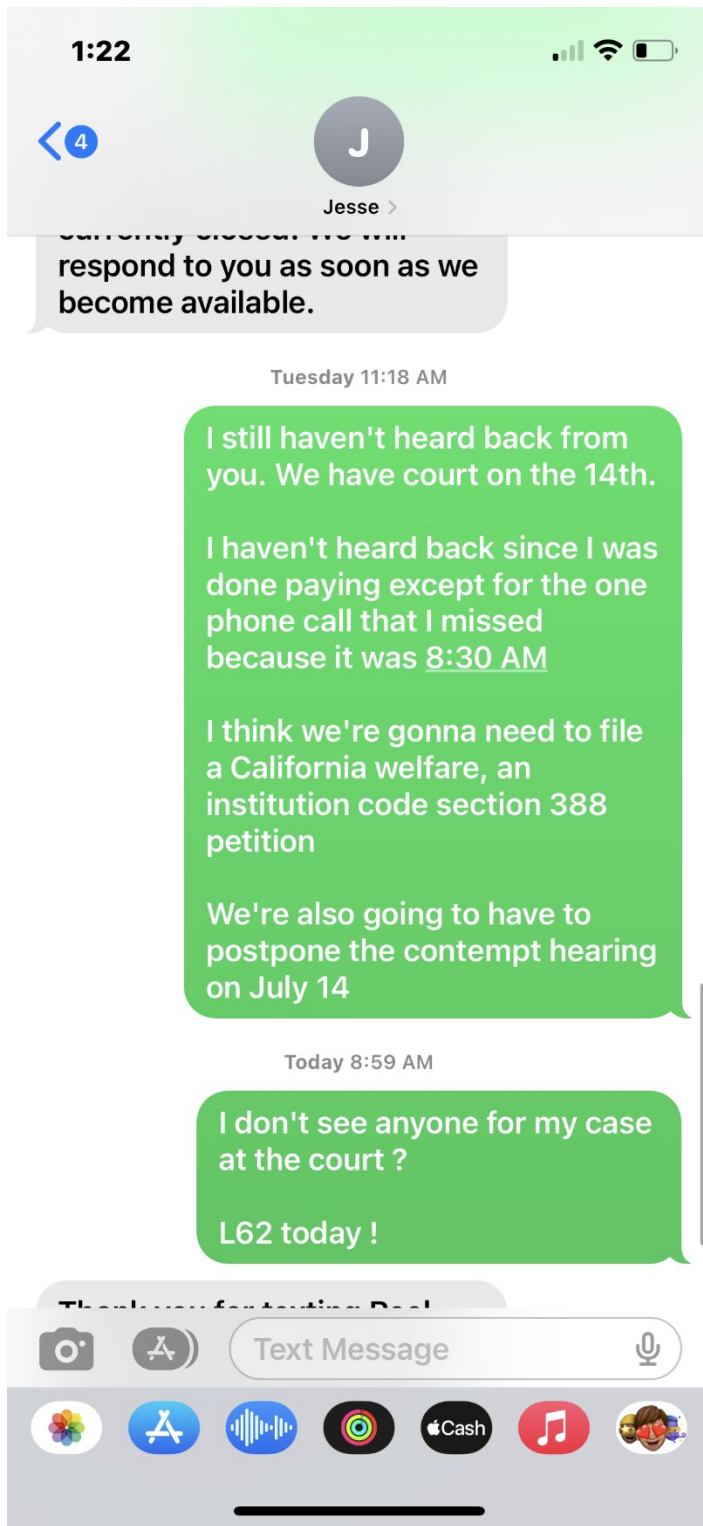 1:22
4
J
Jesse
respond to you as soon as we
become available.
Tuesday 11:18 AM
I still haven't heard back from
you. We have court on the 14th.
I haven't heard back since I was
done paying except for the one
phone call that I missed
because it was 8:30 AM
I think we're gonna need to file
a California welfare, an
institution code section 388
petition
We're also going to have to
postpone the contempt hearing
on July 14
Today 8:59 AM
I don't see anyone for my case
at the court ?
L62 today !
Thank you for texting
Text Message
Cash